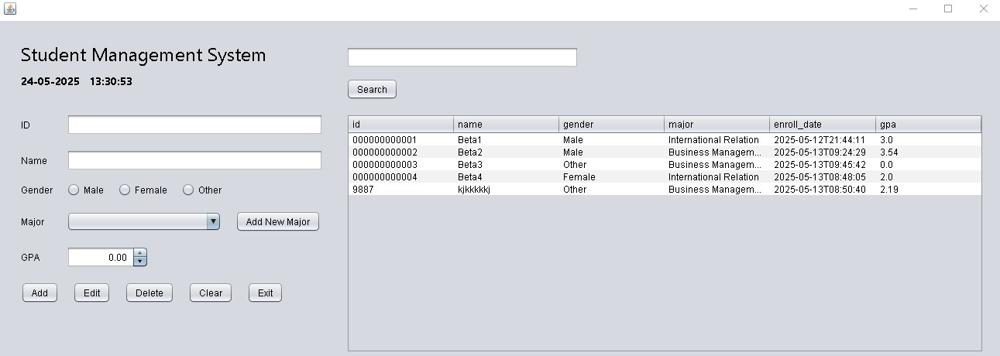 Student Management System
24-05-2025 13:30:53
ID
Name
Gender Male Female Other
Major Add New Major
GPA 0.00
Add Edit Delete Clear Exit
Search
id name gender major enroll_date gpa
000000000001 Beta1 Male International Relation 2025-05-12T21:44:11 3.0
000000000002 Beta2 Male Business Managem... 2025-05-13T09:24:29 3.54
000000000003 Beta3 Other Business Managem... 2025-05-13T09:45:42 0.0
000000000004 Beta4 Female International Relation 2025-05-13T08:48:05 2.0
9887 kjkkkkkj Other Business Managem... 2025-05-13T08:50:40 2.19